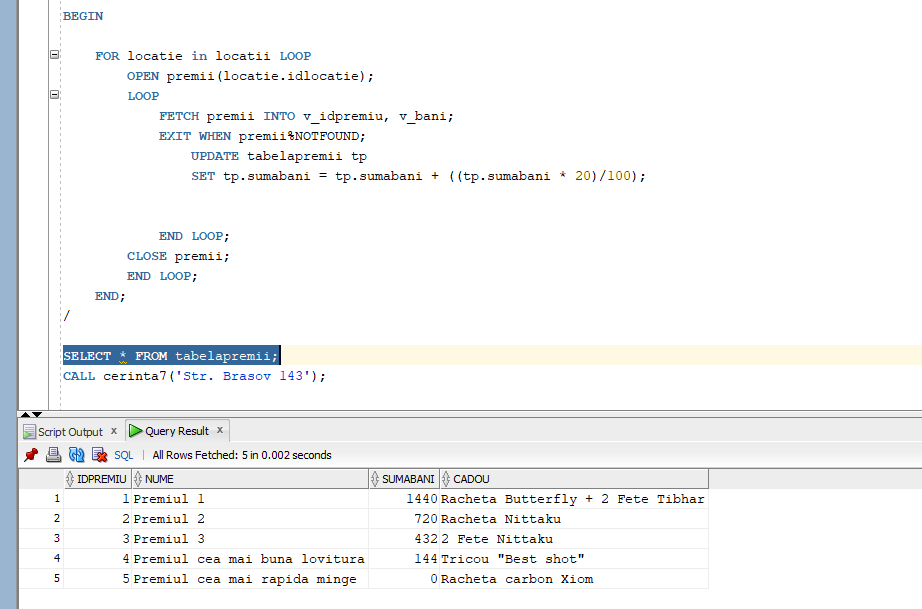 BEGIN
FOR locatie in locatii LOOP
OPEN premii(locatie.idlocatie);
LOOP
FETCH premii INTO v_idpremiu, v_bani;
EXIT WHEN premii%NOTFOUND;
UPDATE tabelapremii tp
SET tp.sumabani = tp.sumabani + ((tp.sumabani * 20)/100);
END LOOP;
CLOSE premii;
END LOOP;
END;
/
SELECT * FROM tabelapremii;
CALL cerinta7('Str. Brasov 143');
Script Output x Query Result x
SQL | All Rows Fetched: 5 in 0.002 seconds
IDPREMIU NUME SUMABANI CADOU
1 1 Premiul 1 1440 Racheta Butterfly + 2 Fete Tibhar
2 2 Premiul 2 720 Racheta Nittaku
3 3 Premiul 3 432 2 Fete Nittaku
4 4 Premiul cea mai buna lovitura 144 Tricou "Best shot"
5 5 Premiul cea mai rapida minge 0 Racheta carbon Xiom